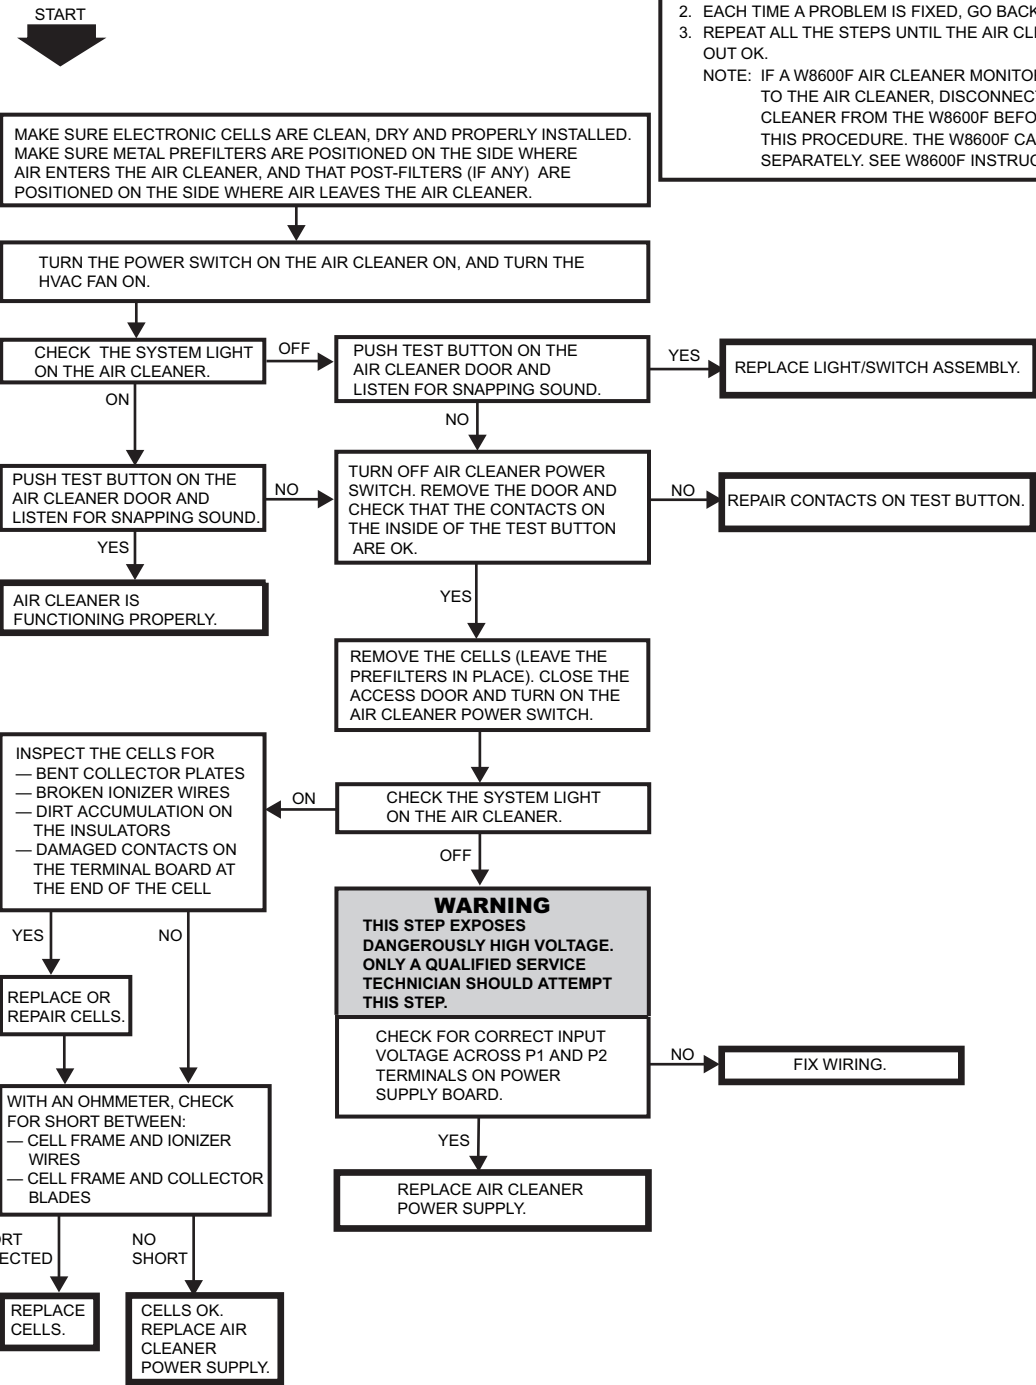 START
2. EACH TIME A PROBLEM IS FIXED, GO BACK
3. REPEAT ALL THE STEPS UNTIL THE AIR
OUT OK.
NOTE: IF A W8600F AIR CLEANER
TO THE AIR CLEANER,
CLEANER FROM THE W8600F
THIS PROCEDURE. THE W8600F
SEPARATELY. SEE W8600F
MAKE SURE ELECTRONIC CELLS ARE CLEAN, DRY AND PROPERLY INSTALLED.
MAKE SURE METAL PREFILTERS ARE POSITIONED ON THE SIDE WHERE
AIR ENTERS THE AIR CLEANER, AND THAT POST-FILTERS (IF ANY) ARE
POSITIONED ON THE SIDE WHERE AIR LEAVES THE AIR CLEANER.
TURN THE POWER SWITCH ON THE AIR CLEANER ON, AND TURN THE
HVAC FAN ON.
CHECK THE SYSTEM LIGHT
ON THE AIR CLEANER.
OFF
PUSH TEST BUTTON ON THE
AIR CLEANER DOOR AND
LISTEN FOR SNAPPING SOUND.
YES
REPLACE LIGHT/SWITCH ASSEMBLY.
ON
NO
PUSH TEST BUTTON ON THE
AIR CLEANER DOOR AND
LISTEN FOR SNAPPING SOUND.
NO
TURN OFF AIR CLEANER POWER
SWITCH. REMOVE THE DOOR AND
CHECK THAT THE CONTACTS ON
THE INSIDE OF THE TEST BUTTON
ARE OK.
NO
REPAIR CONTACTS ON TEST BUTTON.
YES
AIR CLEANER IS
FUNCTIONING PROPERLY.
YES
REMOVE THE CELLS (LEAVE THE
PREFILTERS IN PLACE). CLOSE THE
ACCESS DOOR AND TURN ON THE
AIR CLEANER POWER SWITCH.
CHECK THE SYSTEM LIGHT
ON THE AIR CLEANER.
ON
INSPECT THE CELLS FOR
— BENT COLLECTOR PLATES
— BROKEN IONIZER WIRES
— DIRT ACCUMULATION ON
THE INSULATORS
— DAMAGED CONTACTS ON
THE TERMINAL BOARD AT
THE END OF THE CELL
OFF
WARNING
THIS STEP EXPOSES
DANGEROUSLY HIGH VOLTAGE.
ONLY A QUALIFIED SERVICE
TECHNICIAN SHOULD ATTEMPT
THIS STEP.
CHECK FOR CORRECT INPUT
VOLTAGE ACROSS P1 AND P2
TERMINALS ON POWER
SUPPLY BOARD.
NO
FIX WIRING.
YES
REPLACE AIR CLEANER
POWER SUPPLY.
YES
NO
REPLACE OR
REPAIR CELLS.
WITH AN OHMMETER, CHECK
FOR SHORT BETWEEN:
— CELL FRAME AND IONIZER
WIRES
— CELL FRAME AND COLLECTOR
BLADES
NO
SHORT
REPLACE
CELLS.
CELLS OK.
REPLACE AIR
CLEANER
POWER SUPPLY.